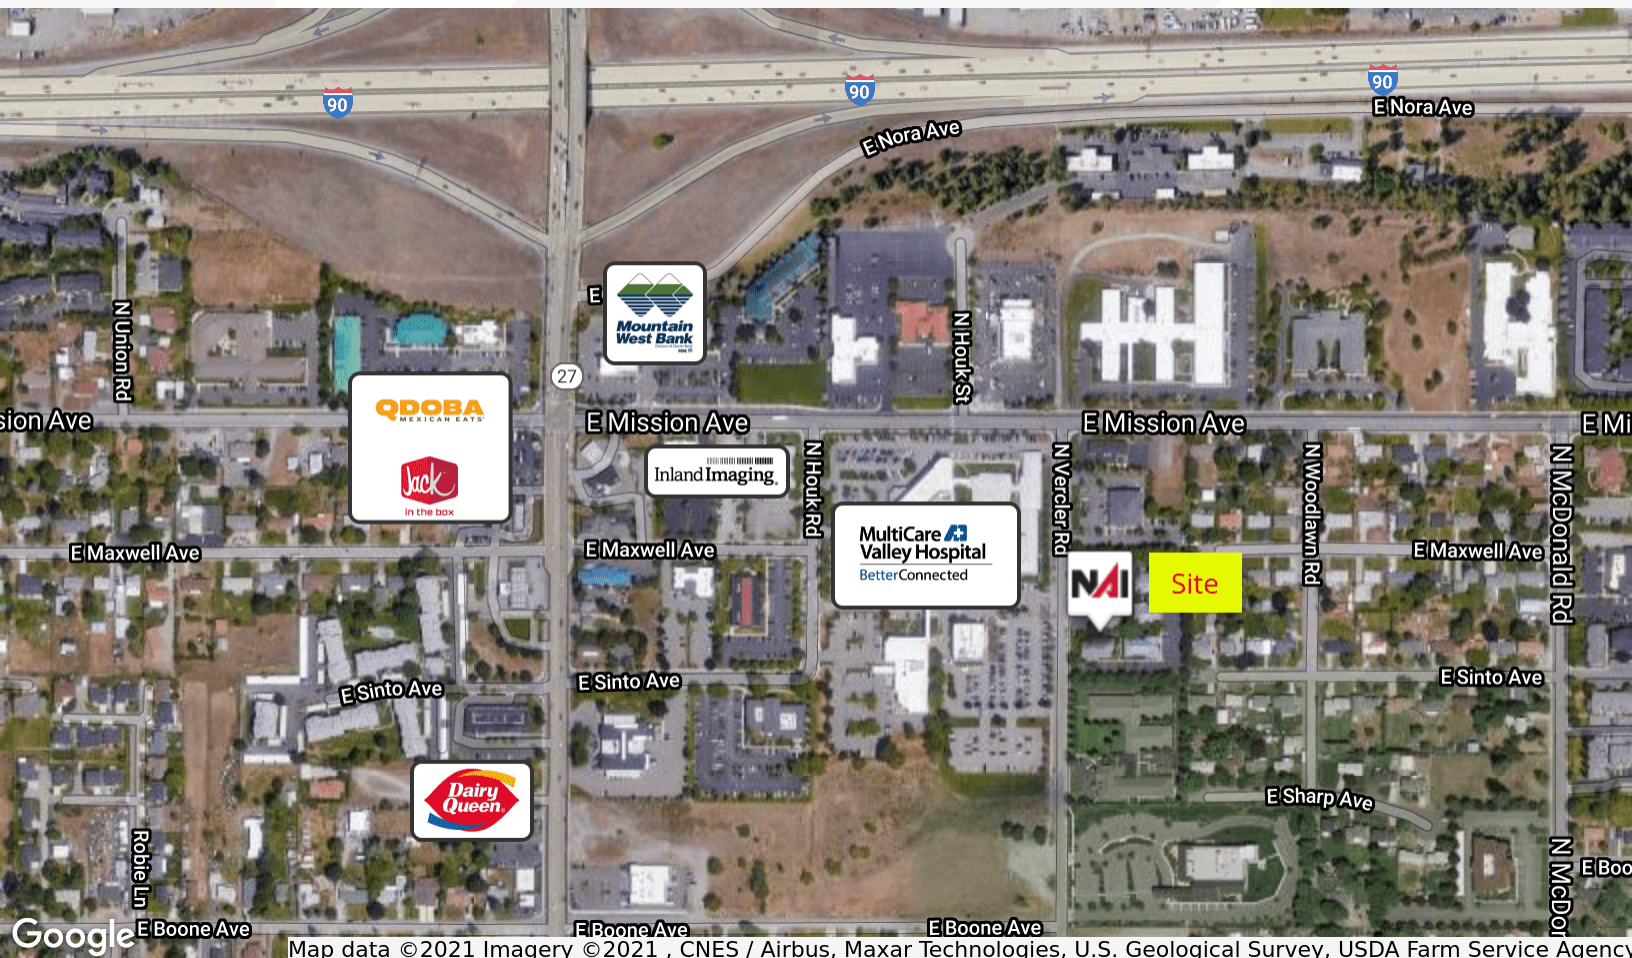 90
90
90
E Nora Ave
E Nora Ave
N Union Rd
E
Mountain
West Bank
27
N Houk St
QDOBA
MEXICAN EATS
Jack
in the box
sion Ave
E Mission Ave
E Mission Ave
E Mi
Inland Imaging
N Houk Rd
N Vercler Rd
N Woodlawn Rd
N McDonald Rd
MultiCare
Valley Hospital
BetterConnected
E Maxwell Ave
E Maxwell Ave
E Maxwell Ave
NAI
Site
E Sinto Ave
E Sinto Ave
E Sinto Ave
Dairy
Queen
E Sharp Ave
Robie Ln
N McDon
E Boo
Google
E Boone Ave
E Boone Ave
E Boone Ave
Map data ©2021 Imagery ©2021 , CNES / Airbus, Maxar Technologies, U.S. Geological Survey, USDA Farm Service Agency